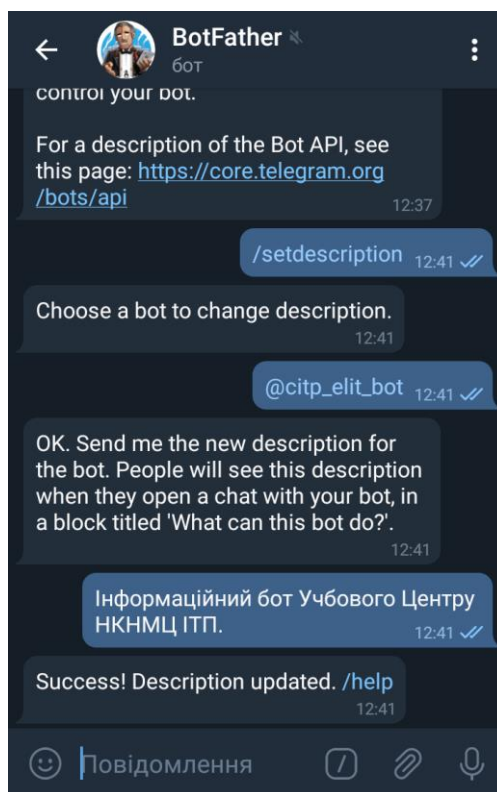 BotFather
бот
control your bot.
For a description of the Bot API, see
this page: https://core.telegram.org
/bots/api
12:37
/setdescription 12:41
Choose a bot to change description.
12:41
@citp_elit_bot 12:41
OK. Send me the new description for
the bot. People will see this description
when they open a chat with your bot, in
a block titled 'What can this bot do?'.
12:41
Інформаційний бот Учбового Центру
НКНМЦ ІТП.
12:41
Success! Description updated. /help
12:41
Повідомлення